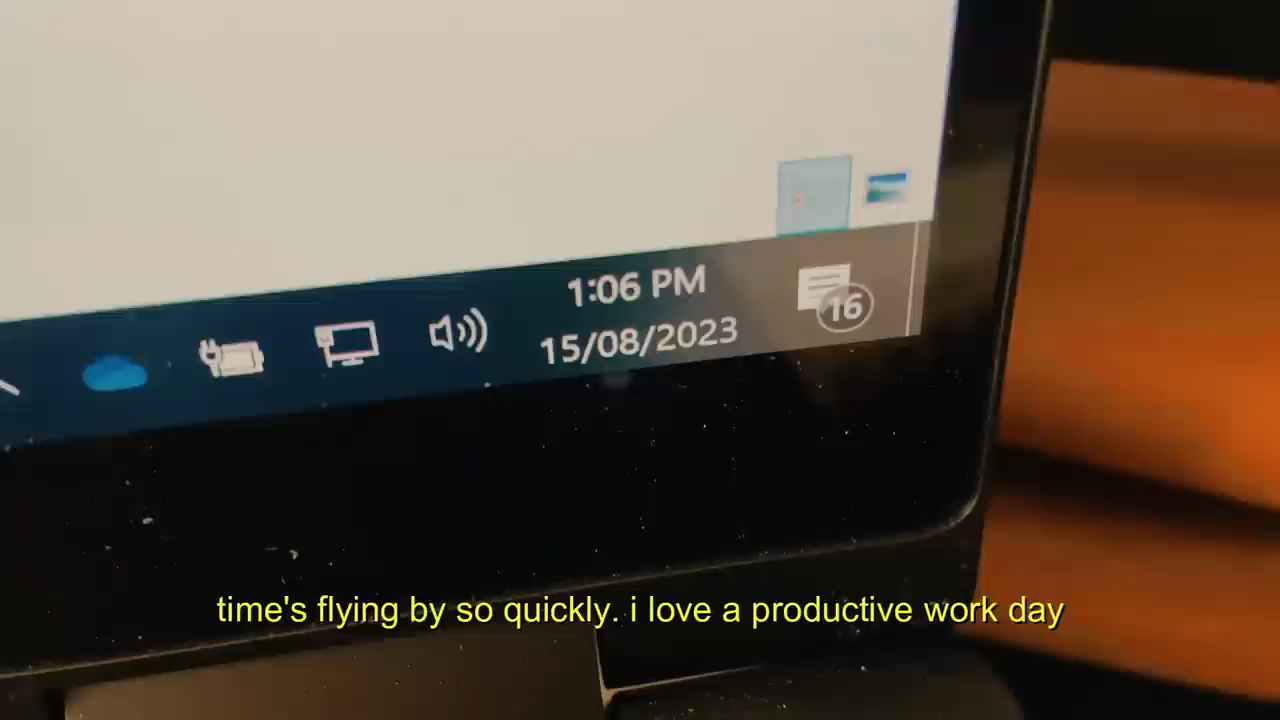 1:06 PM
16
15/08/2023
time's flying by so quickly. i love a productive work day